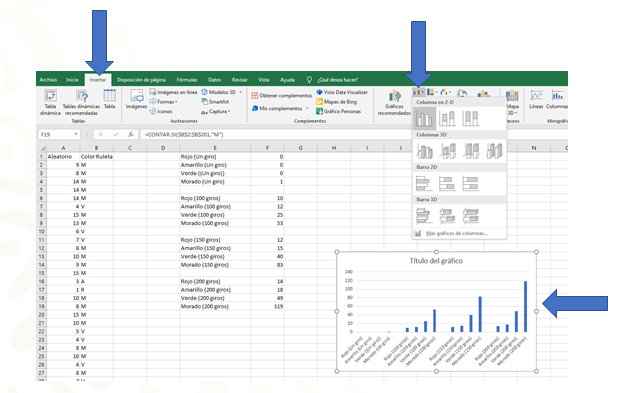 Archivo Inicio Insertar Disposición de página Fórmulas Datos Revisar Vista Ayuda ¿Qué desea hacer?
Tabla dinámica Tablas dinámicas recomendadas Tabla
Tablas
Imágenes Imágenes en línea Formas Iconos Modelos 3D SmartArt Captura
Ilustraciones
Obtener complementos Mis complementos Visio Data Visualizer Mapas de Bing Gráfico Personas
Complementos
Gráficos recomendados
Mapa 3D
Líneas Columnas
Columna en 2-D
Columnas 3D
Barra 2D
Barra 3D
Más gráficos de columnas...
F19 =CONTAR.SI($B$2:$B$201,"M")
A B C D E F G H I J N
1 Aleatorio Color Ruleta Rojo (Un giro) 0
2 9 M Amarillo (Un giro) 0
3 8 M Verde ((Un giro)) 0
4 14 M Morado (Un giro) 1
5 14 M
6 14 M Rojo (100 giros) 10
7 4 V Amarillo (100 giros) 12
8 15 M Verde (100 giros) 25
9 13 M Morado (100 giros) 53
10 6 V
11 7 V Rojo (150 giros) 12
12 8 M Amarillo (150 giros) 15
13 10 M Verde (150 giros) 40
14 9 M Morado (150 giros) 83
15 15 M
16 3 A Rojo (200 giros) 14
17 1 R Amarillo (200 giros) 18
18 10 M Verde (200 giros) 49
19 8 M Morado (200 giros) 119
20 15 M
21 10 M
22 5 V
23 4 V
24 8 M
25 10 M
26 4 V
27 8 M
Título del gráfico
140
120
100
80
60
40
20
0
Rojo (Un giro) Amarillo (Un giro) Verde ((Un giro)) Morado (Un giro) Rojo (100 giros) Amarillo (100 giros) Verde (100 giros) Morado (100 giros) Rojo (150 giros) Amarillo (150 giros) Verde (150 giros) Morado (150 giros) Rojo (200 giros) Amarillo (200 giros) Verde (200 giros) Morado (200 giros)